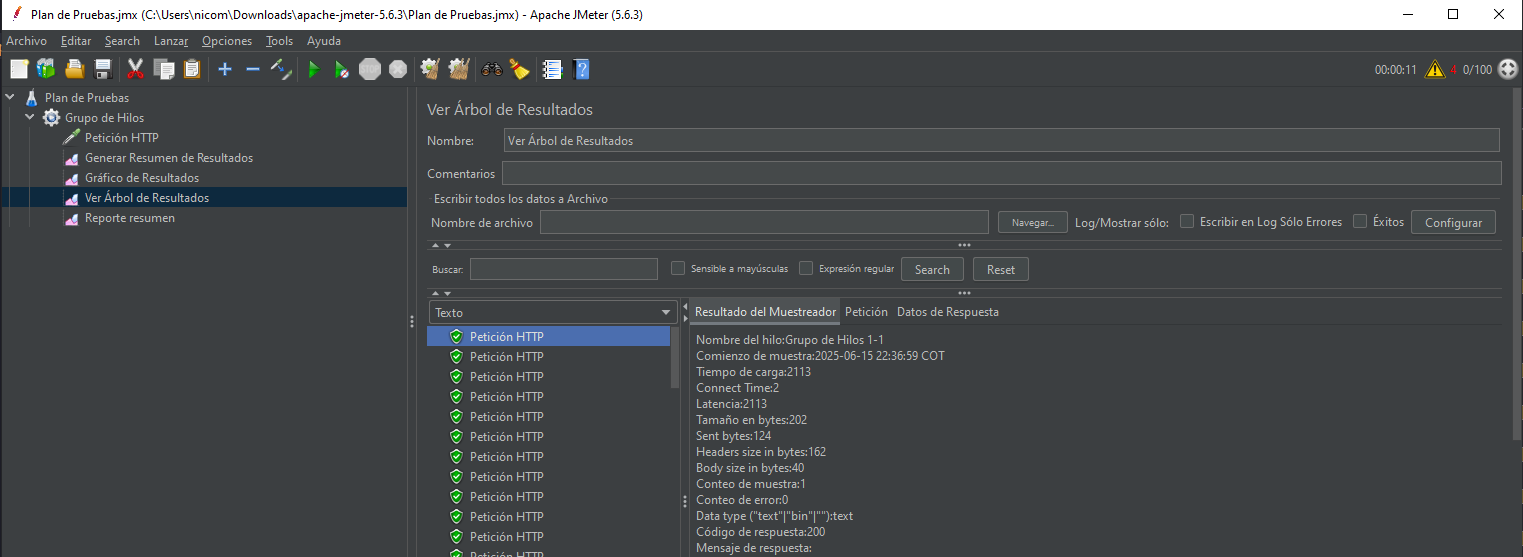 Plan de Pruebas.jmx (C:\Users\nicom\Downloads\apache-jmeter-5.6.3\Plan de Pruebas.jmx) - Apache JMeter (5.6.3)
Archivo Editar Search Lanzar Opciones Tools Ayuda
STOP 00:00:11 4 0/100
Plan de Pruebas
Grupo de Hilos
Petición HTTP
Generar Resumen de Resultados
Gráfico de Resultados
Ver Árbol de Resultados
Reporte resumen
Ver Árbol de Resultados
Nombre: Ver Árbol de Resultados
Comentarios
Escribir todos los datos a Archivo
Nombre de archivo Navegar... Log/Mostrar sólo: Escribir en Log Sólo Errores Éxitos Configurar
Buscar: Sensible a mayúsculas Expresión regular Search Reset
Texto
Petición HTTP
Petición HTTP
Petición HTTP
Petición HTTP
Petición HTTP
Petición HTTP
Petición HTTP
Petición HTTP
Petición HTTP
Petición HTTP
Petición HTTP
Petición HTTP
Resultado del Muestreador Petición Datos de Respuesta
Nombre del hilo:Grupo de Hilos 1-1
Comienzo de muestra:2025-06-15 22:36:59 COT
Tiempo de carga:2113
Connect Time:2
Latencia:2113
Tamaño en bytes:202
Sent bytes:124
Headers size in bytes:162
Body size in bytes:40
Conteo de muestra:1
Conteo de error:0
Data type ("text"|"bin"|""):text
Código de respuesta:200
Mensaje de respuesta: